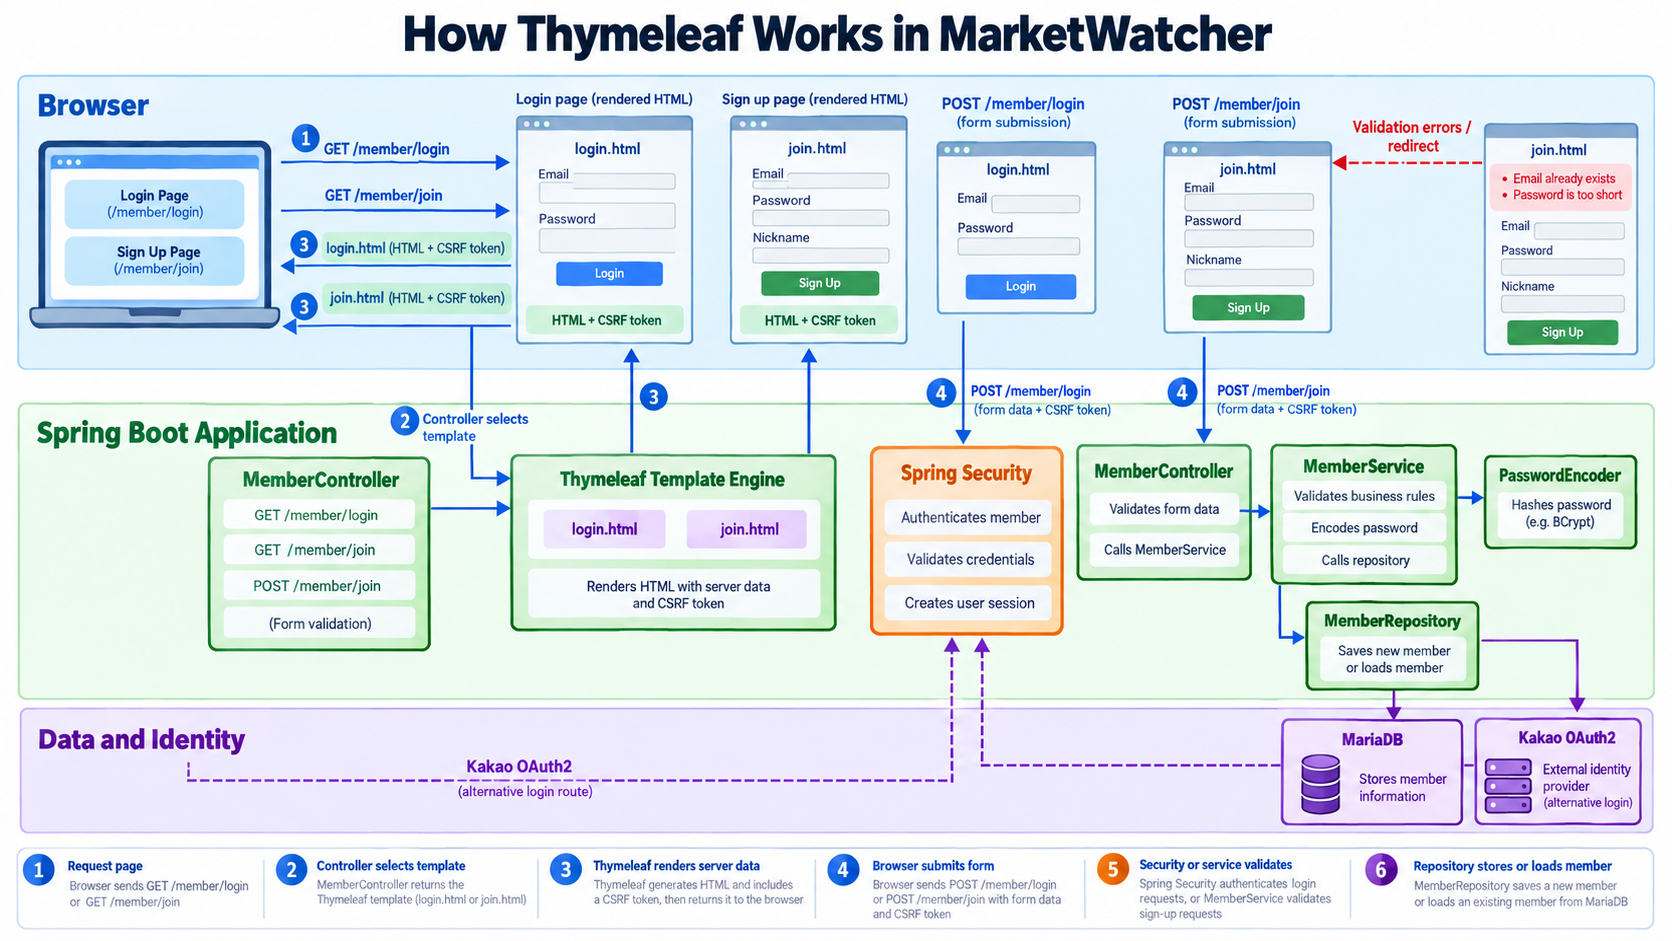 How Thymeleaf Works in MarketWatcher
Browser
Login Page
(/member/login)
Sign Up Page
(/member/join)
1
GET /member/login
GET /member/join
3
login.html (HTML + CSRF token)
3
join.html (HTML + CSRF token)
Login page (rendered HTML)
login.html
Email
Password
Login
HTML + CSRF token
Sign up page (rendered HTML)
join.html
Email
Password
Nickname
Sign Up
HTML + CSRF token
POST /member/login
(form submission)
login.html
Email
Password
Login
POST /member/join
(form submission)
join.html
Email
Password
Nickname
Sign Up
Validation errors /
redirect
join.html
• Email already exists
• Password is too short
Email
Password
Nickname
Sign Up
2
Controller selects
template
3
4
POST /member/login
(form data + CSRF token)
4
POST /member/join
(form data + CSRF token)
Spring Boot Application
MemberController
GET /member/login
GET /member/join
POST /member/join
(Form validation)
Thymeleaf Template Engine
login.html
join.html
Renders HTML with server data
and CSRF token
Spring Security
Authenticates member
Validates credentials
Creates user session
MemberController
Validates form data
Calls MemberService
MemberService
Validates business rules
Encodes password
Calls repository
PasswordEncoder
Hashes password
(e.g. BCrypt)
MemberRepository
Saves new member
or loads member
Data and Identity
Kakao OAuth2
(alternative login route)
MariaDB
Stores member
information
Kakao OAuth2
External identity
provider
(alternative login)
1
Request page
Browser sends GET /member/login
or GET /member/join
2
Controller selects template
MemberController returns the
Thymeleaf template (login.html or join.html)
3
Thymeleaf renders server data
Thymeleaf generates HTML and includes
a CSRF token, then returns it to the browser
4
Browser submits form
Browser sends POST /member/login
or POST /member/join with form data
and CSRF token
5
Security or service validates
Spring Security authenticates login
requests, or MemberService validates
sign-up requests
6
Repository stores or loads member
MemberRepository saves a new member
or loads an existing member from MariaDB